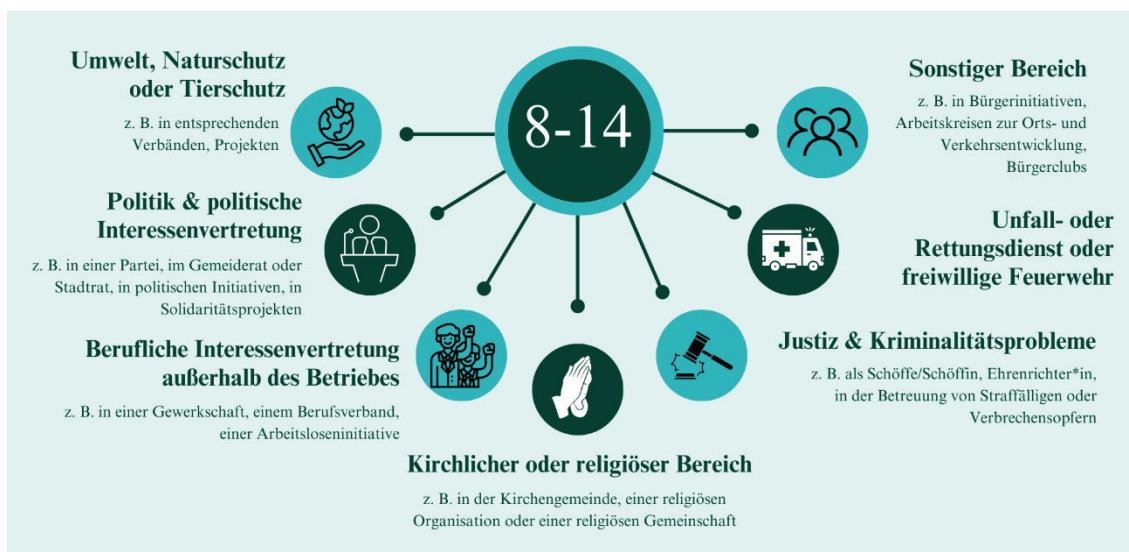 8-14
Umwelt, Naturschutz
oder Tierschutz
z. B. in entsprechenden
Verbänden, Projekten
Politik & politische
Interessenvertretung
z. B. in einer Partei, im Gemeiderat oder
Stadtrat, in politischen Initiativen, in
Solidaritätsprojekten
Berufliche Interessenvertretung
außerhalb des Betriebes
z. B. in einer Gewerkschaft, einem Berufsverband,
einer Arbeitsloseninitiative
Kirchlicher oder religiöser Bereich
z. B. in der Kirchengemeinde, einer religiösen
Organisation oder einer religiösen Gemeinschaft
Justiz & Kriminalitätsprobleme
z. B. als Schöffe/Schöffin, Ehrenrichter*in,
in der Betreuung von Straffälligen oder
Verbrechensopfern
Unfall- oder
Rettungsdienst oder
freiwillige Feuerwehr
Sonstiger Bereich
z. B. in Bürgerinitiativen,
Arbeitskreisen zur Orts- und
Verkehrsentwicklung,
Bürgerclubs